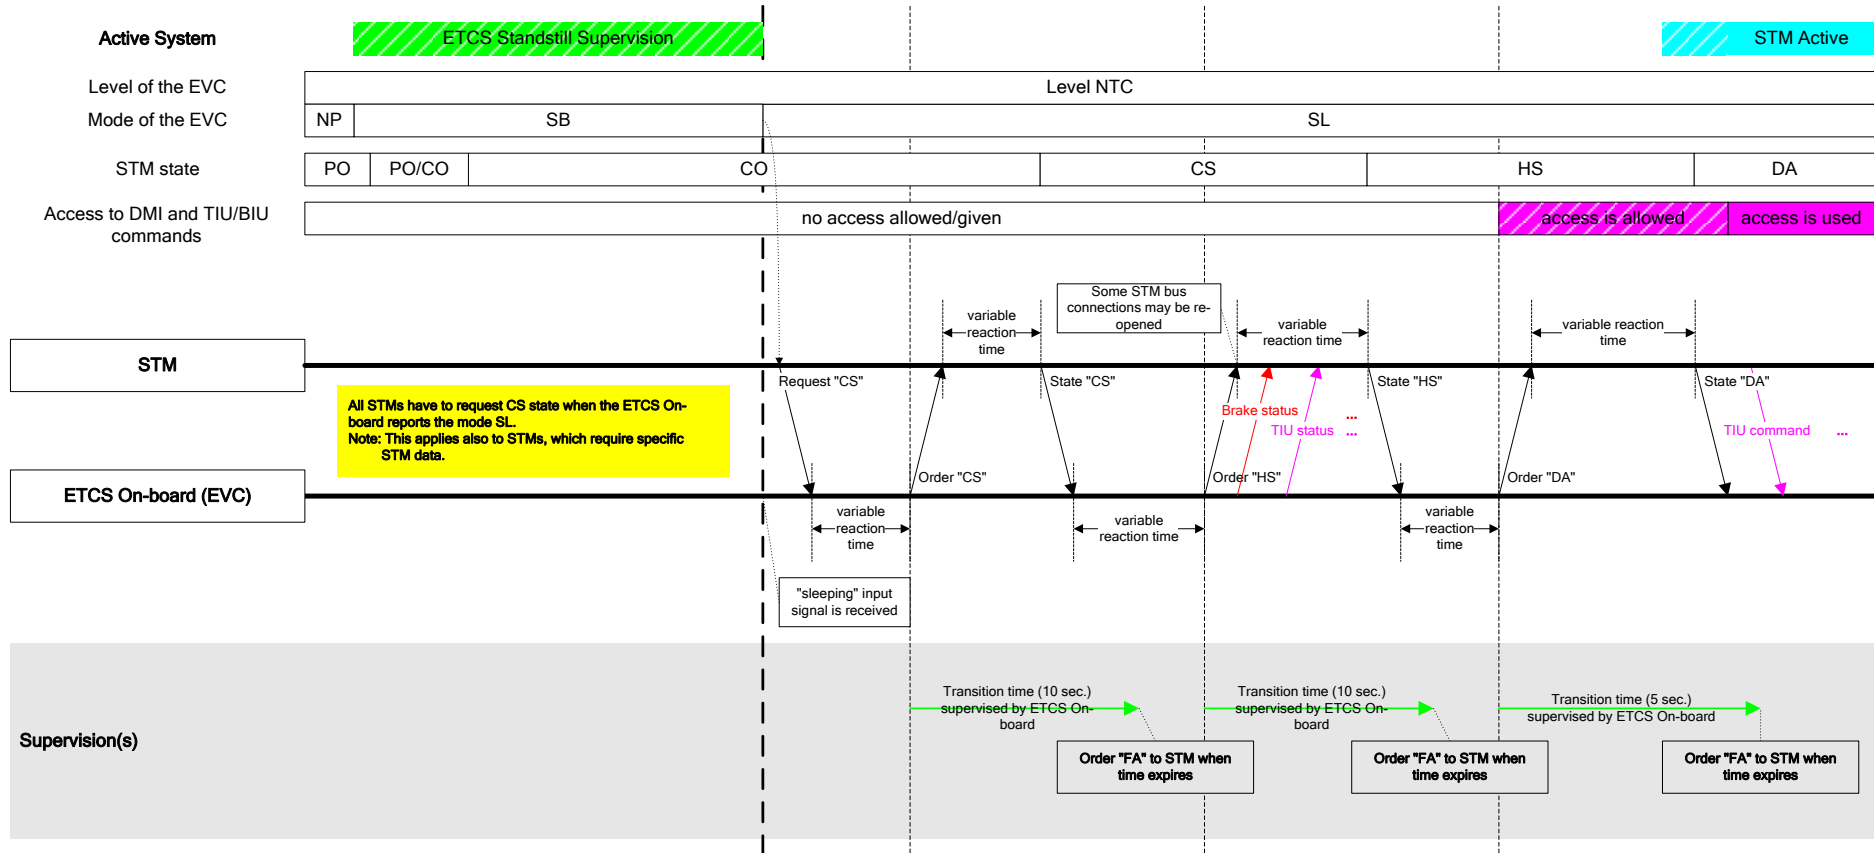 Active System
ETCS Standstill Supervision
STM Active
Level of the EVC
Level NTC
Mode of the EVC
NP
SB
SL
STM state
PO
PO/CO
CO
CS
HS
DA
Access to DMI and TIU/BIU
commands
no access allowed/given
access is allowed
access is used
Some STM bus
connections may be re-
opened
variable
reaction
time
variable
reaction time
variable reaction
time
STM
Request "CS"
State "CS"
State "HS"
State "DA"
All STMs have to request CS state when the ETCS On-
board reports the mode SL.
Note: This applies also to STMs, which require specific
STM data.
Brake status ...
TIU status ...
TIU command ...
ETCS On-board (EVC)
Order "CS"
Order "HS"
Order "DA"
variable
reaction
time
variable
reaction time
variable
reaction
time
"sleeping" input
signal is received
Supervision(s)
Transition time (10 sec.)
supervised by ETCS On-
board
Transition time (10 sec.)
supervised by ETCS On-
board
Transition time (5 sec.)
supervised by ETCS On-board
Order "FA" to STM when
time expires
Order "FA" to STM when
time expires
Order "FA" to STM when
time expires